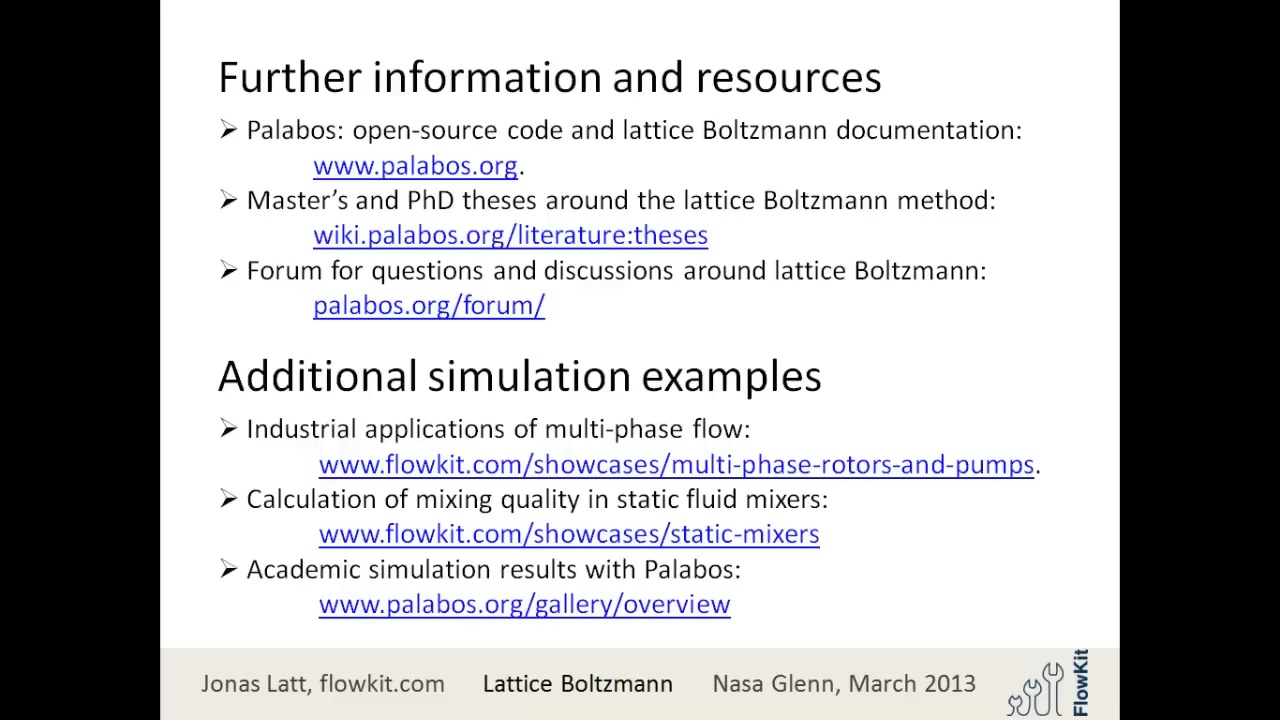 Further information and resources
➢ Palabos: open-source code and lattice Boltzmann documentation:
www.palabos.org.
➢ Master’s and PhD theses around the lattice Boltzmann method:
wiki.palabos.org/literature:theses
➢ Forum for questions and discussions around lattice Boltzmann:
palabos.org/forum/
Additional simulation examples
➢ Industrial applications of multi-phase flow:
www.flowkit.com/showcases/multi-phase-rotors-and-pumps.
➢ Calculation of mixing quality in static fluid mixers:
www.flowkit.com/showcases/static-mixers
➢ Academic simulation results with Palabos:
www.palabos.org/gallery/overview
Jonas Latt, flowkit.com Lattice Boltzmann Nasa Glenn, March 2013
FlowKit